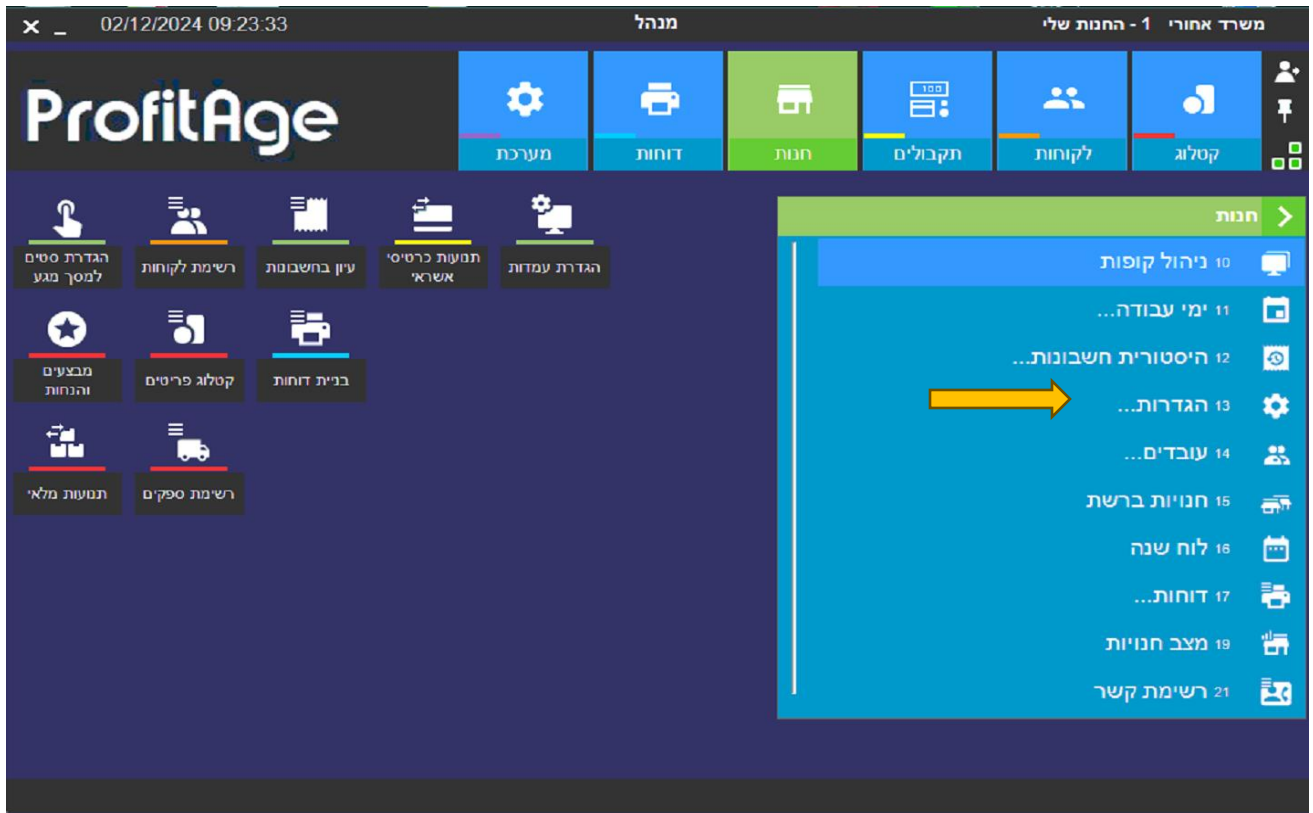 משרד אחורי 1 - החנות שלי
מנהל
02/12/2024 09:23:33
ProfitAge
קטלוג
לקוחות
תקבולים
חנות
דוחות
מערכת
חנות
10 ניהול קופות
11 ימי עבודה...
12 היסטורית חשבונות...
13 הגדרות...
14 עובדים...
15 חנויות ברשת
16 לוח שנה
17 דוחות...
19 מצב חנויות
21 רשימת קשר
הגדרת עמדות
תנועות כרטיסי
אשראי
עיון בחשבונות
רשימת לקוחות
הגדרת סטים
למסך מגע
בניית דוחות
קטלוג פריטים
מבצעים
והנחות
רשימת ספקים
תנועות מלאי